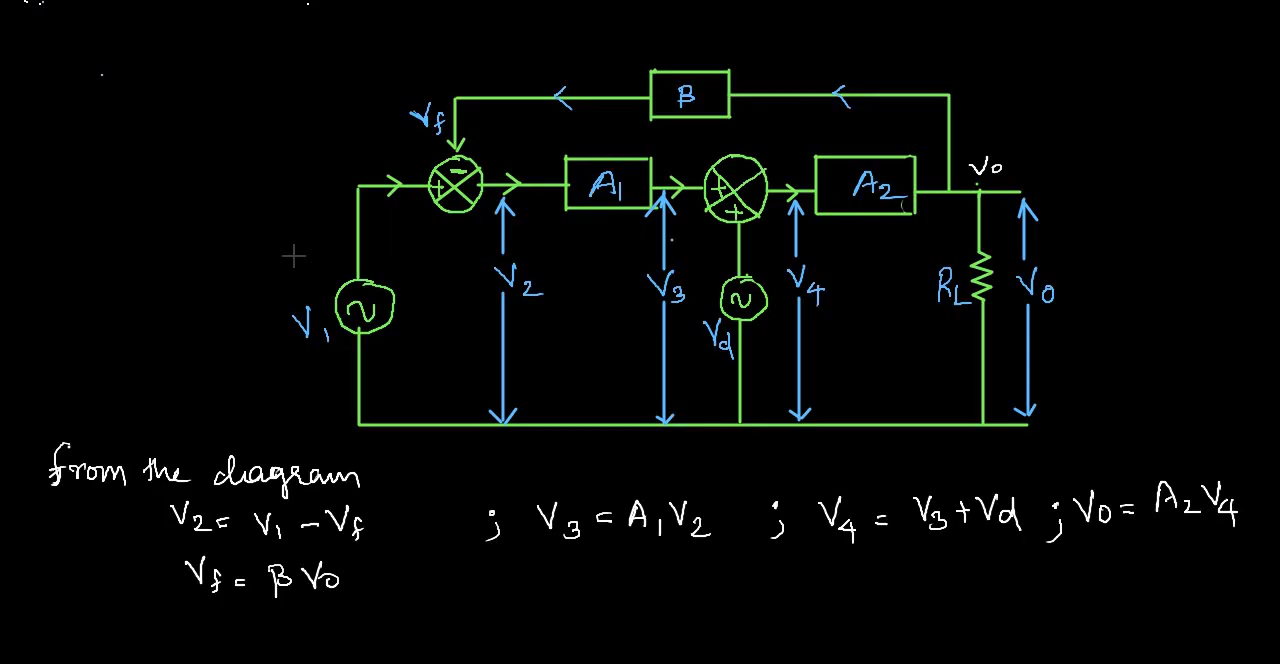 β
Vf
Vo
- 
+ A1 + A2
+
V2 V3 V4 RL Vo
V1 ~ ~
Vd
from the diagram
V2 = V1 - Vf ; V3 = A1V2 ; V4 = V3 + Vd ; Vo = A2V4
Vf = β Vo